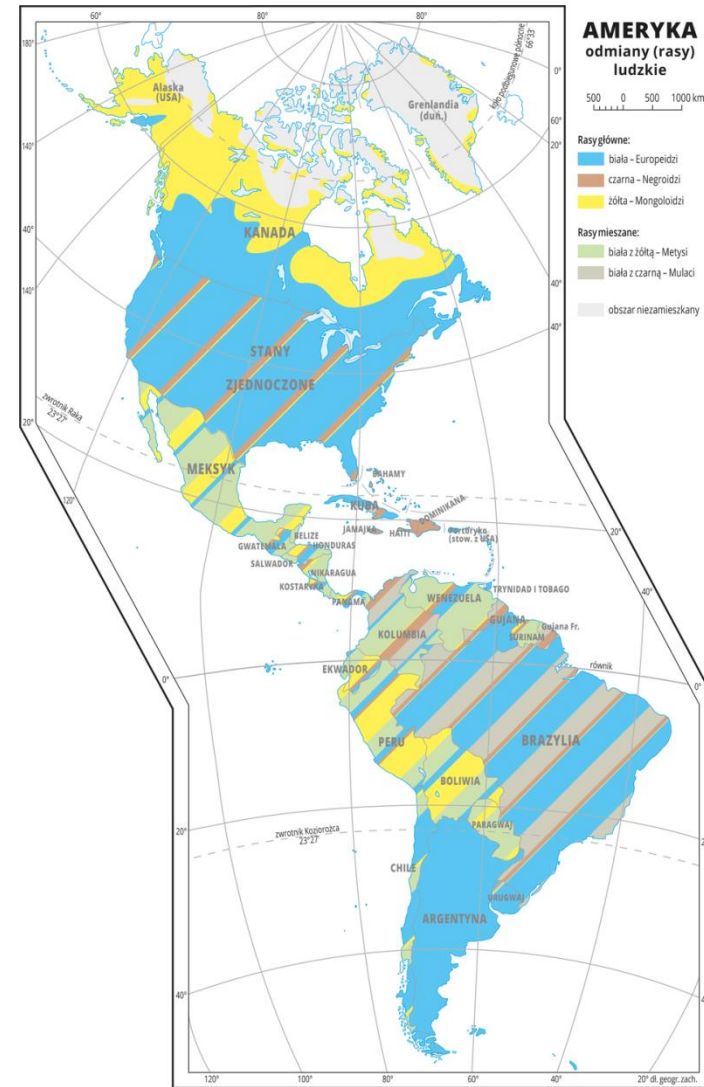 AMERYKA
odmiany (rasy)
ludzkie
500 0 500 1000 km
Rasy główne:
biała – Europeidzi
czarna – Negroidzi
żółta – Mongoloidzi
Rasy mieszane:
biała z żółtą – Metysi
biała z czarną – Mulaci
obszar niezamieszkany
60° 80° 80°
180°
koło podbiegunowe północne
66°33'
0°
Alaska
(USA)
Grenlandia
(duń.)
60°
20°
140°
40°
KANADA
140°
40°
40°
STANY
ZJEDNOCZONE
zwrotnik Raka
23°27'
20°
120°
MEKSYK
BAHAMY
KUBA
DOMINIKANA
JAMAJKA
HAITI
Portoryko
(stow. z USA)
20°
BELIZE
GWATEMALA
HONDURAS
SALWADOR
NIKARAGUA
KOSTARYKA
PANAMA
TRYNIDAD I TOBAGO
40°
WENEZUELA
GUJANA
Gujana Fr.
SURINAM
KOLUMBIA
równik
EKWADOR
0°
0°
PERU
BRAZYLIA
BOLIWIA
20°
zwrotnik Koziorożca
23°27'
PARAGWAJ
CHILE
URUGWAJ
ARGENTYNA
40°
120° 100° 80° 60° 40° 20° dł. geogr. zach.